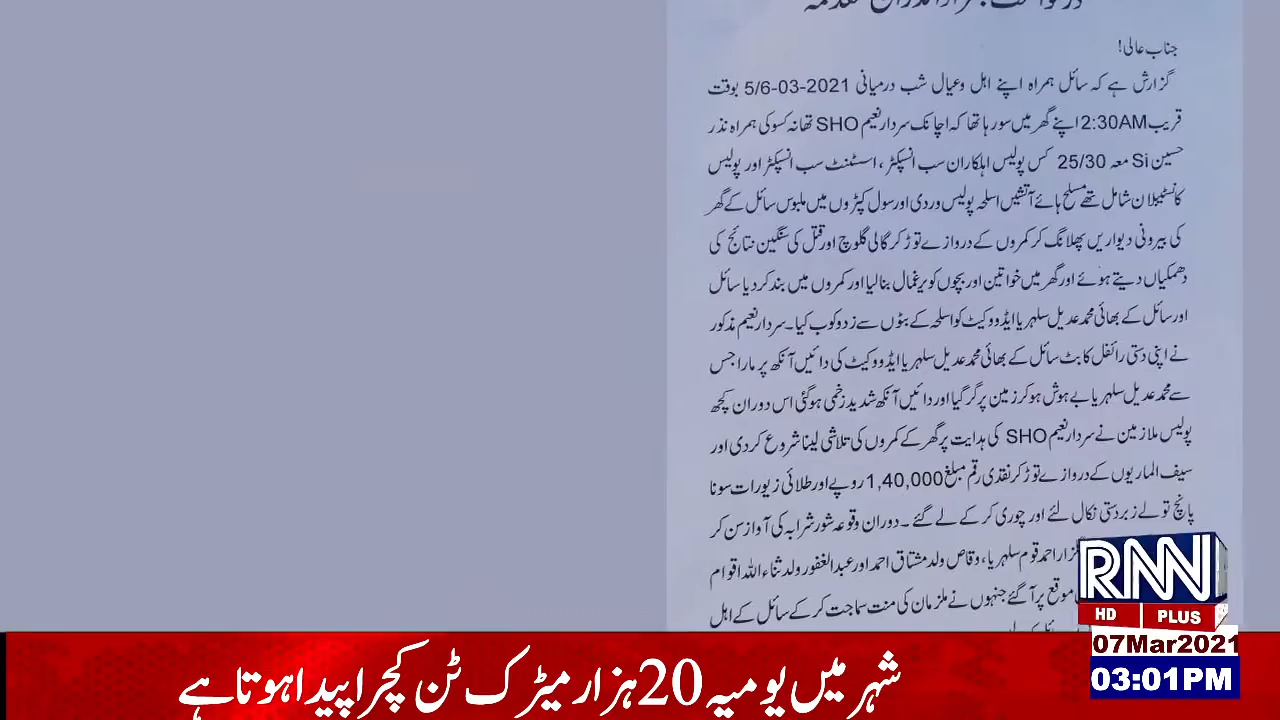 جناب عالی!
گزارش ہے کہ سائل ہمراہ اپنے اہل وعیال شب درمیانی 5/6-03-2021 بوقت
قریب 2:30AM اپنے گھر میں سو رہا تھا کہ اچانک سردار نعیم SHO تھانہ کسوکی ہمراہ نذر
حسین Si معہ 25/30 کس پولیس اہلکاران سب انسپکٹر ، اسسٹنٹ سب انسپکٹر اور پولیس
کانسٹیبلان شامل تھے مسلح ہائے آتشیں اسلحہ پولیس وردی اور سول کپڑوں میں ملبوس سائل کے گھر
کی بیرونی دیواریں پھلانگ کر کمروں کے دروازے توڑ کر گالی گلوچ اور قتل کی سنگین نتائج کی
دھمکیاں دیتے ہوئے اور گھر میں خواتین اور بچوں کو یرغمال بنا لیا اور کمروں میں بند کر دیا سائل
اور سائل کے بھائی محمد عدیل سلہریا ایڈووکیٹ کو اسلحہ کے بٹوں سے زدوکوب کیا۔ سردار نعیم مذکور
نے اپنی دستی رائفل کا بٹ سائل کے بھائی محمد عدیل سلہریا ایڈووکیٹ کی دائیں آنکھ پر مارا جس
سے محمد عدیل سلہریا بے ہوش ہو کر زمین پر گر گیا اور دائیں آنکھ شدید زخمی ہو گئی اس دوران کچھ
پولیس ملازمین نے سردار نعیم SHO کی ہدایت پر گھر کے کمروں کی تلاشی لینا شروع کر دی اور
سیف الماریوں کے دروازے توڑ کر نقدی رقم مبلغ 1,40,000 روپے اور طلائی زیورات سونا
پانچ تولے زبردستی نکال لئے اور چوری کر کے لے گئے ۔ دوران وقوعہ شور شرابہ کی آواز سن کر
گلزار احمد قوم سلہریا ، وقاص ولد مشتاق احمد اور عبدالغفور ولد ثناءاللہ اقوام
موقع پر آ گئے جنہوں نے ملزمان کی منت سماجت کر کے سائل کے اہل
RNN
HD PLUS
07Mar2021
03:01PM
شہر میں یومیہ 20 ہزار میٹرک ٹن کچرا پیدا ہوتا ہے